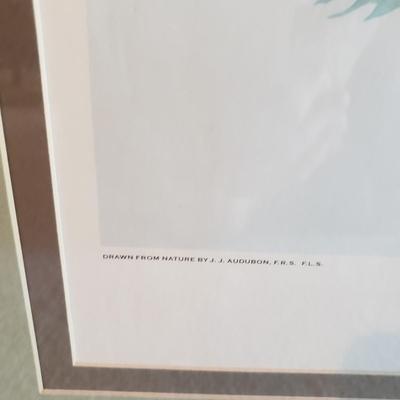 DRAWN FROM NATURE BY J. J. AUDUBON, F.R.S. F.L.S.